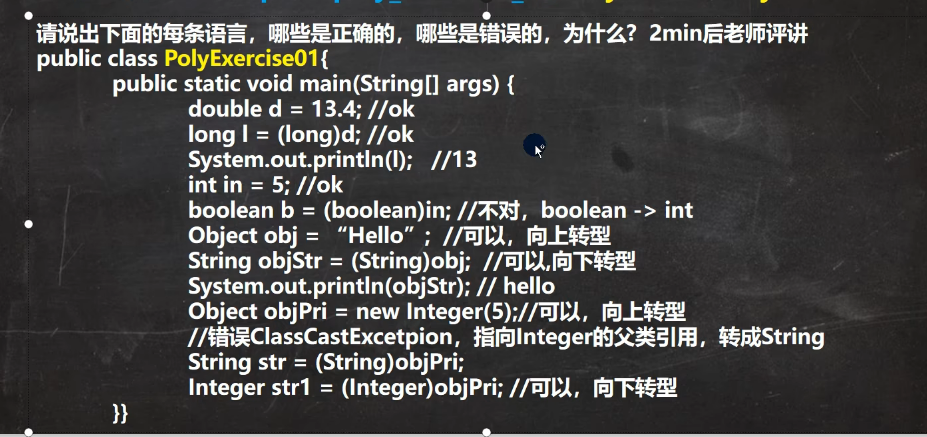 请说出下面的每条语言，哪些是正确的，哪些是错误的，为什么？2min后老师评讲
public class PolyExercise01{
public static void main(String[] args) {
double d = 13.4; //ok
long l = (long)d; //ok
System.out.println(l); //13
int in = 5; //ok
boolean b = (boolean)in; //不对，boolean -> int
Object obj = “Hello”; //可以，向上转型
String objStr = (String)obj; //可以,向下转型
System.out.println(objStr); // hello
Object objPri = new Integer(5);//可以，向上转型
//错误ClassCastExcetpion，指向Integer的父类引用，转成String
String str = (String)objPri;
Integer str1 = (Integer)objPri; //可以，向下转型
}}